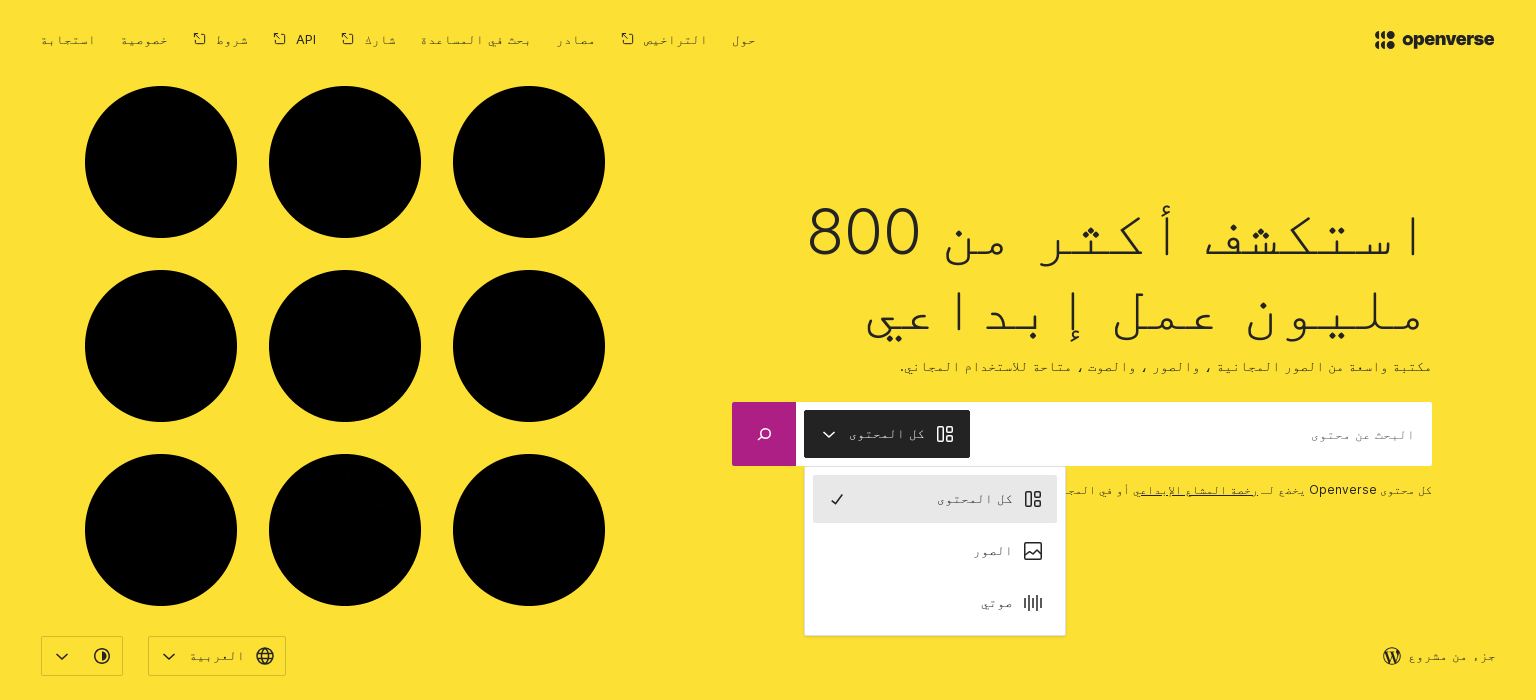 openverse
حول
التراخيص
مصادر
بحث في المساعدة
شارك
API
شروط
خصوصية
استجابة
استكشف أكثر من 800
مليون عمل إبداعي
مكتبة واسعة من الصور المجانية ، والصور ، والصوت ، متاحة للاستخدام المجاني.
البحث عن محتوى
كل المحتوى
كل محتوى Openverse يخضع لـ رخصة المشاع الإبداعي أو في
كل المحتوى
الصور
صوتي
جزء من مشروع
العربية